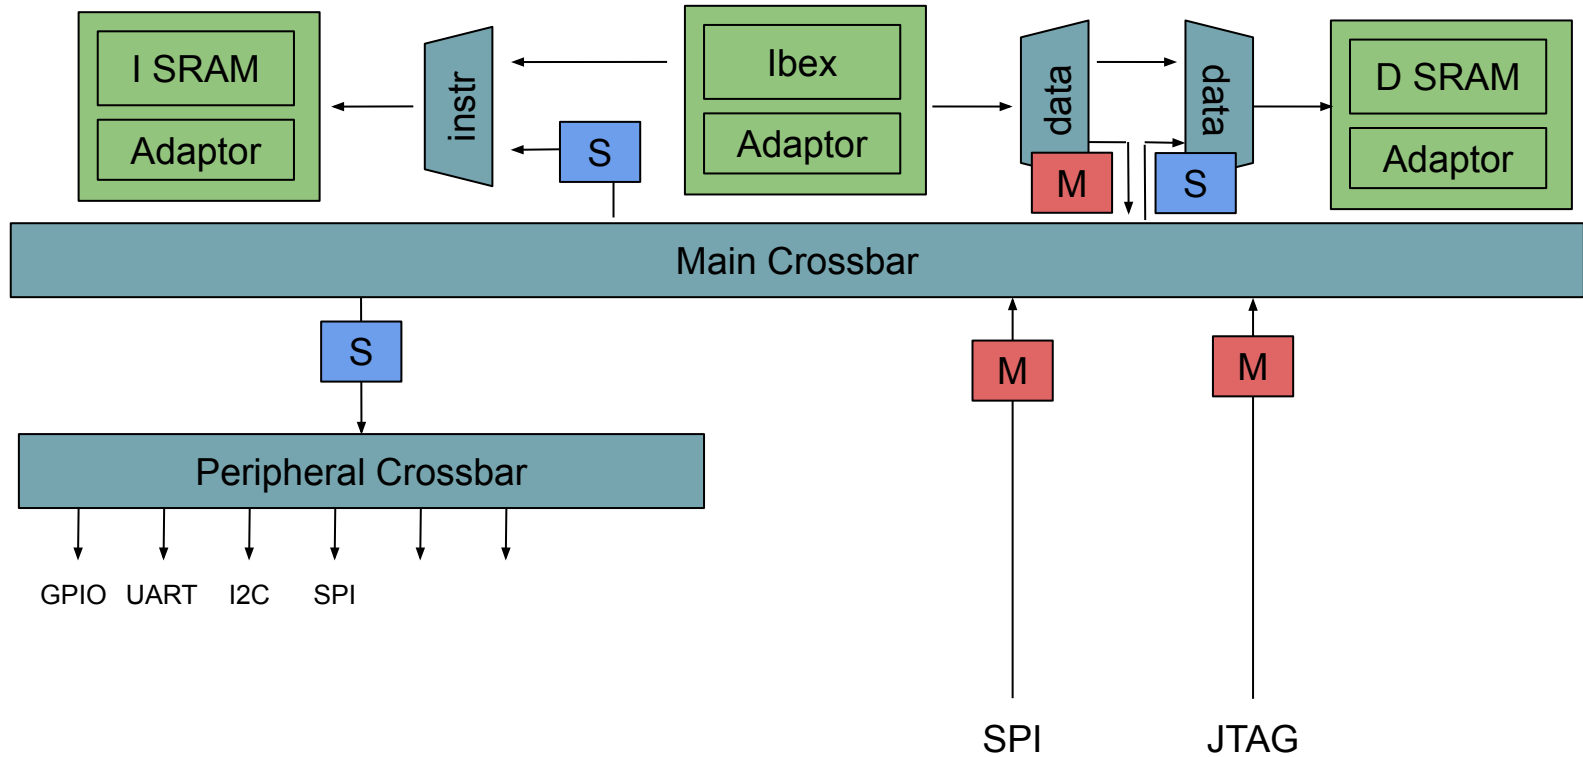 I SRAM
Adaptor
instr
S
Ibex
Adaptor
data
M
data
S
D SRAM
Adaptor
Main Crossbar
S
M
M
Peripheral Crossbar
GPIO
UART
I2C
SPI
SPI
JTAG